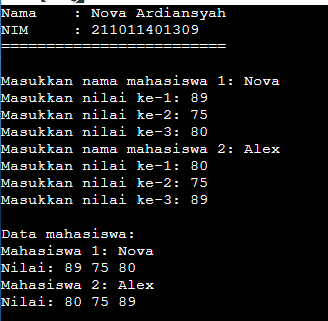 Nama    : Nova Ardiansyah
NIM     : 211011401309
=========================
Masukkan nama mahasiswa 1: Nova
Masukkan nilai ke-1: 89
Masukkan nilai ke-2: 75
Masukkan nilai ke-3: 80
Masukkan nama mahasiswa 2: Alex
Masukkan nilai ke-1: 80
Masukkan nilai ke-2: 75
Masukkan nilai ke-3: 89
Data mahasiswa:
Mahasiswa 1: Nova
Nilai: 89 75 80
Mahasiswa 2: Alex
Nilai: 80 75 89